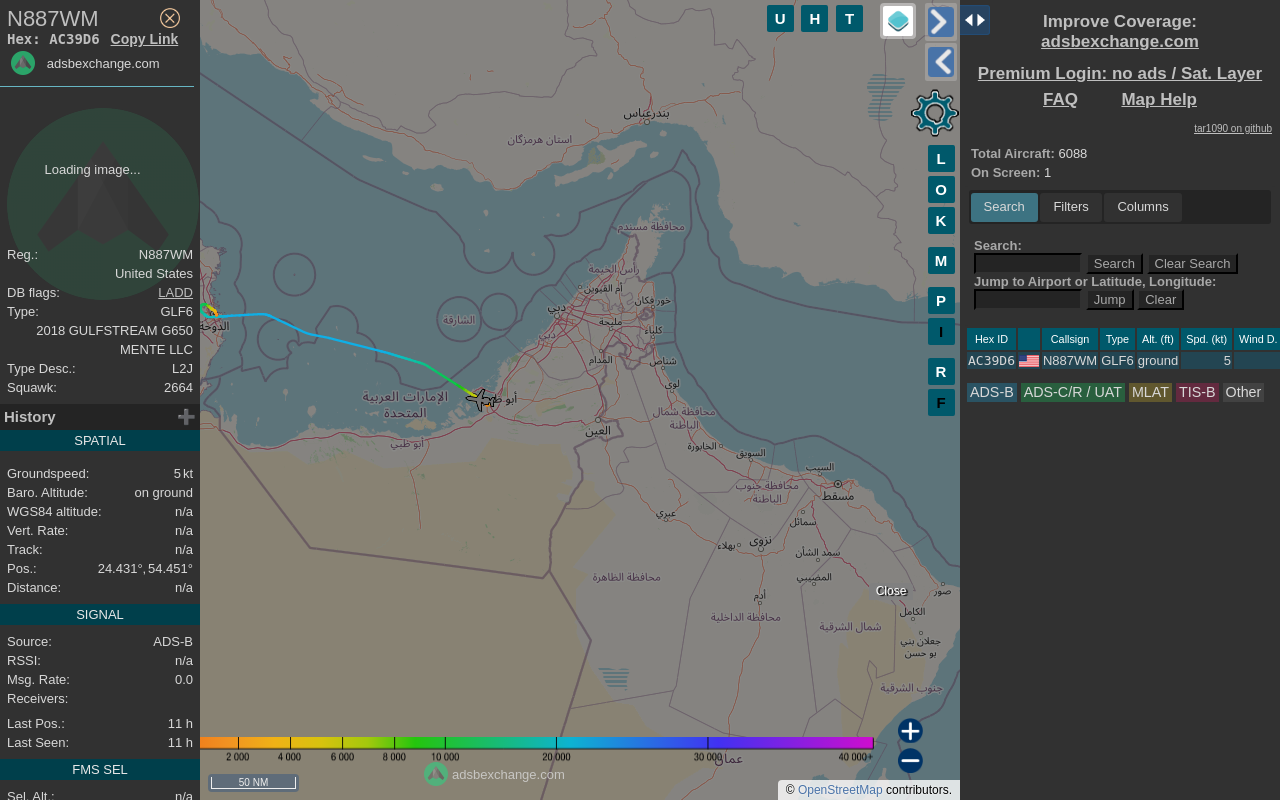 N887WM
Hex: AC39D6 Copy Link
adsbexchange.com
Loading image...
Reg.: N887WM
United States
DB flags: LADD
Type: GLF6
2018 GULFSTREAM G650
MENTE LLC
Type Desc.: L2J
Squawk: 2664
History
SPATIAL
Groundspeed: 5 kt
Baro. Altitude: on ground
WGS84 altitude: n/a
Vert. Rate: n/a
Track: n/a
Pos.: 24.431°, 54.451°
Distance: n/a
SIGNAL
Source: ADS-B
RSSI: n/a
Msg. Rate: 0.0
Receivers:
Last Pos.: 11 h
Last Seen: 11 h
FMS SEL
Sel. Alt.: n/a
U H T
L
O
K
M
P
I
R
F
بندرعباس
استان هرمزگان
محافظة مسندم
رأس الخيمة
أم القيوين
خورفكان
دبي
مليحة
كلباء
دبي
الشارقة
المدام
شناص
لوى
الدوحة
الإمارات العربية
المتحدة
أبو ظبي
العين
محافظة شمال
الباطنة
الخابورة
السويق
السيب
مسقط
محافظة جنوب
الباطنة
عبري
سمائل
نزوى
بهلاء
سمد الشأن
المضيبي
محافظة الظاهرة
أدم
محافظة الداخلية
شمال الشرقية
صور
الكامل
جعلان بني
بو حسن
جنوب الشرقية
عمان
Close
2 000 4 000 6 000 8 000 10 000 20 000 30 000 40 000+
adsbexchange.com
50 NM
© OpenStreetMap contributors.
Improve Coverage:
adsbexchange.com
Premium Login: no ads / Sat. Layer
FAQ Map Help
tar1090 on github
Total Aircraft: 6088
On Screen: 1
Search Filters Columns
Search:
Search Clear Search
Jump to Airport or Latitude, Longitude:
Jump Clear
Hex ID Callsign Type Alt. (ft) Spd. (kt) Wind D.
AC39D6 N887WM GLF6 ground 5
ADS-B ADS-C/R / UAT MLAT TIS-B Other